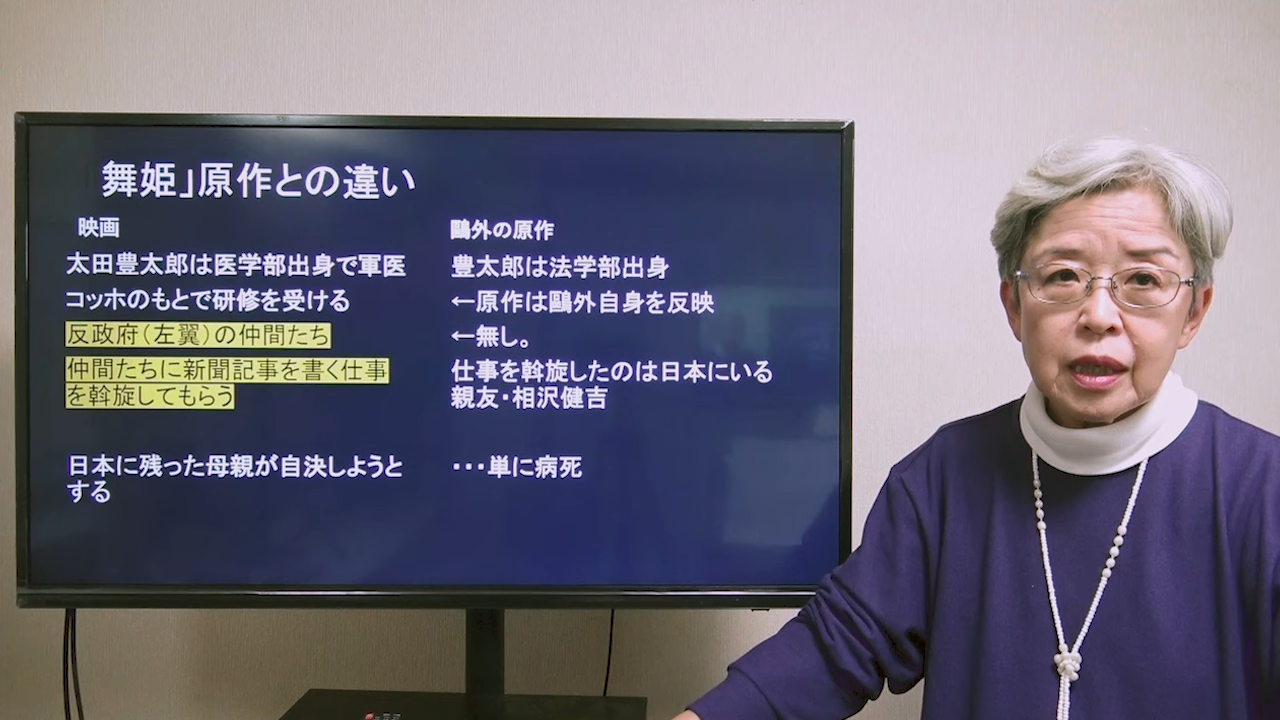 舞姫」原作との違い
映画
鷗外の原作
太田豊太郎は医学部出身で軍医
豊太郎は法学部出身
コッホのもとで研修を受ける
←原作は鷗外自身を反映
反政府(左翼)の仲間たち
←無し。
仲間たちに新聞記事を書く仕事
を斡旋してもらう
仕事を斡旋したのは日本にいる
親友・相沢健吉
日本に残った母親が自決しようと
する
・・・単に病死